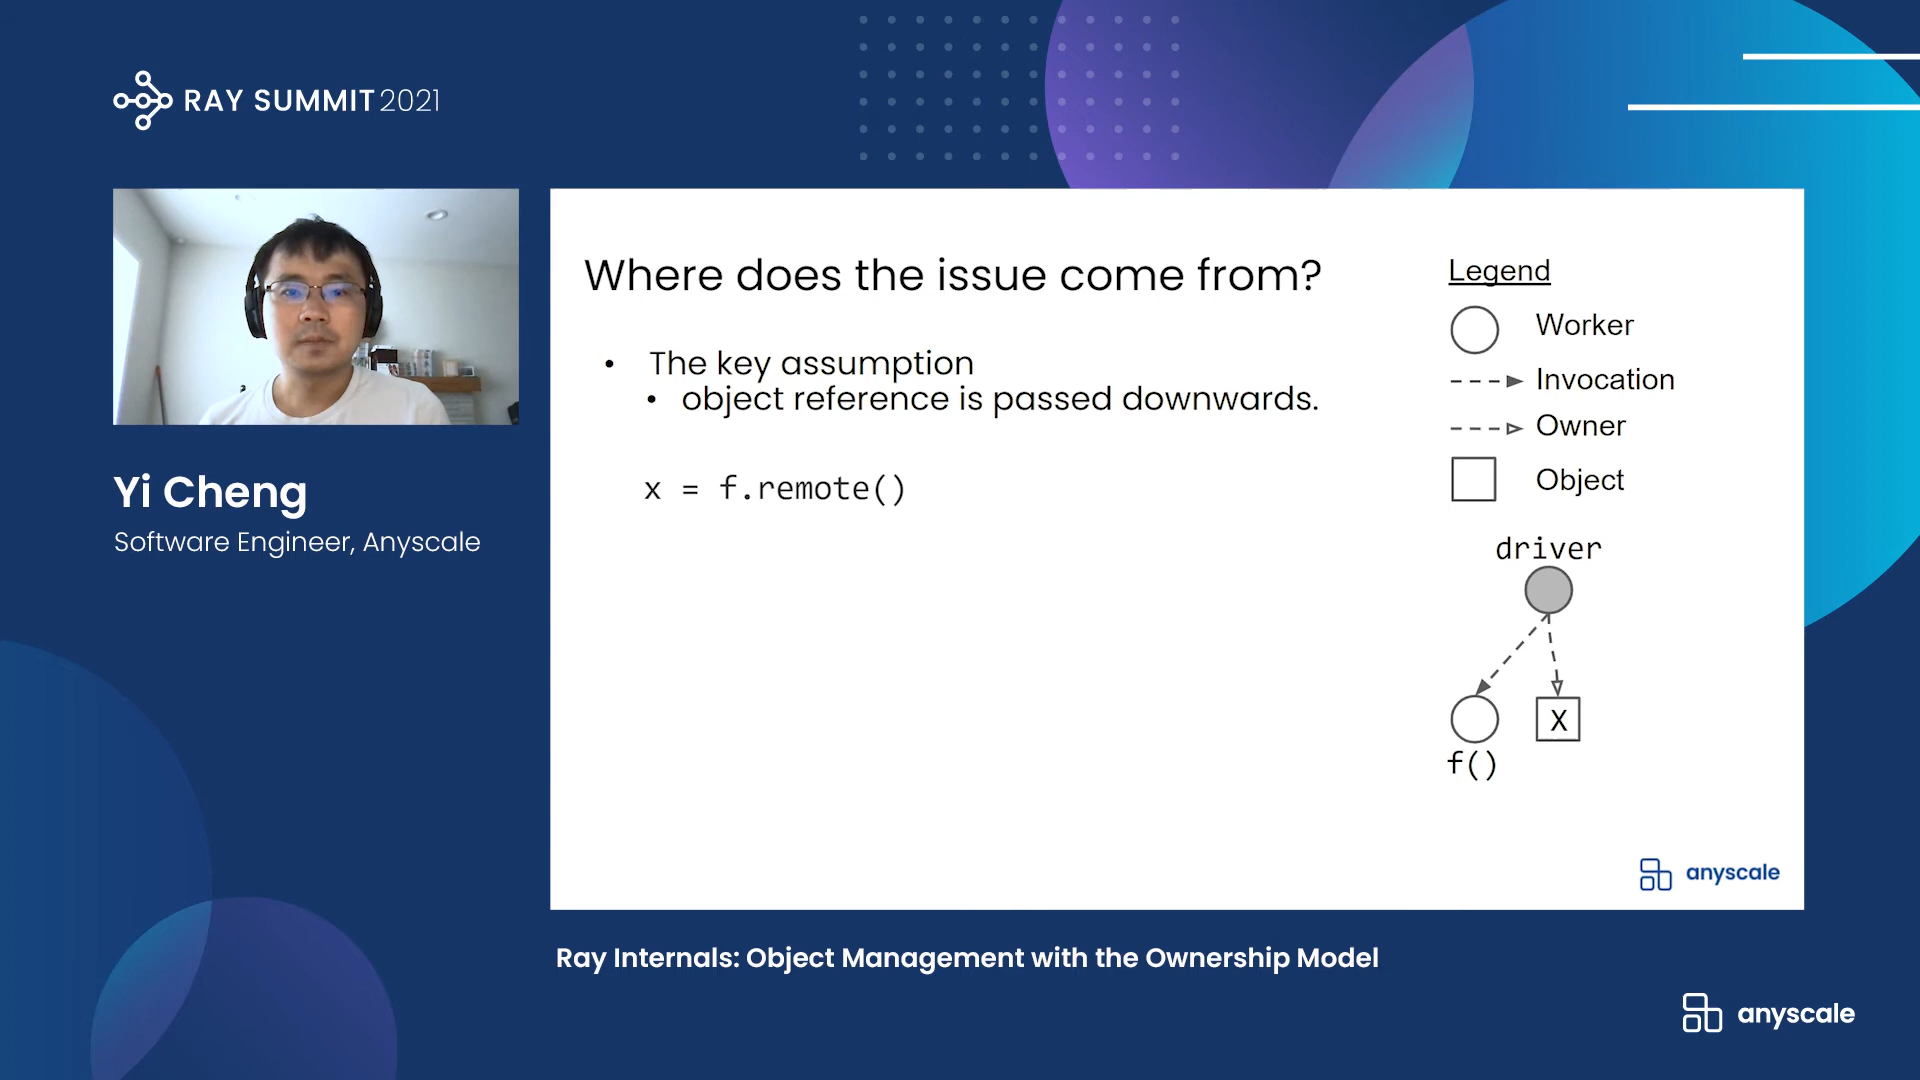 RAY SUMMIT 2021
Yi Cheng
Software Engineer, Anyscale
Where does the issue come from?
• The key assumption
• object reference is passed downwards.
x = f.remote()
Legend
Worker
Invocation
Owner
Object
driver
X
f()
anyscale
Ray Internals: Object Management with the Ownership Model
anyscale